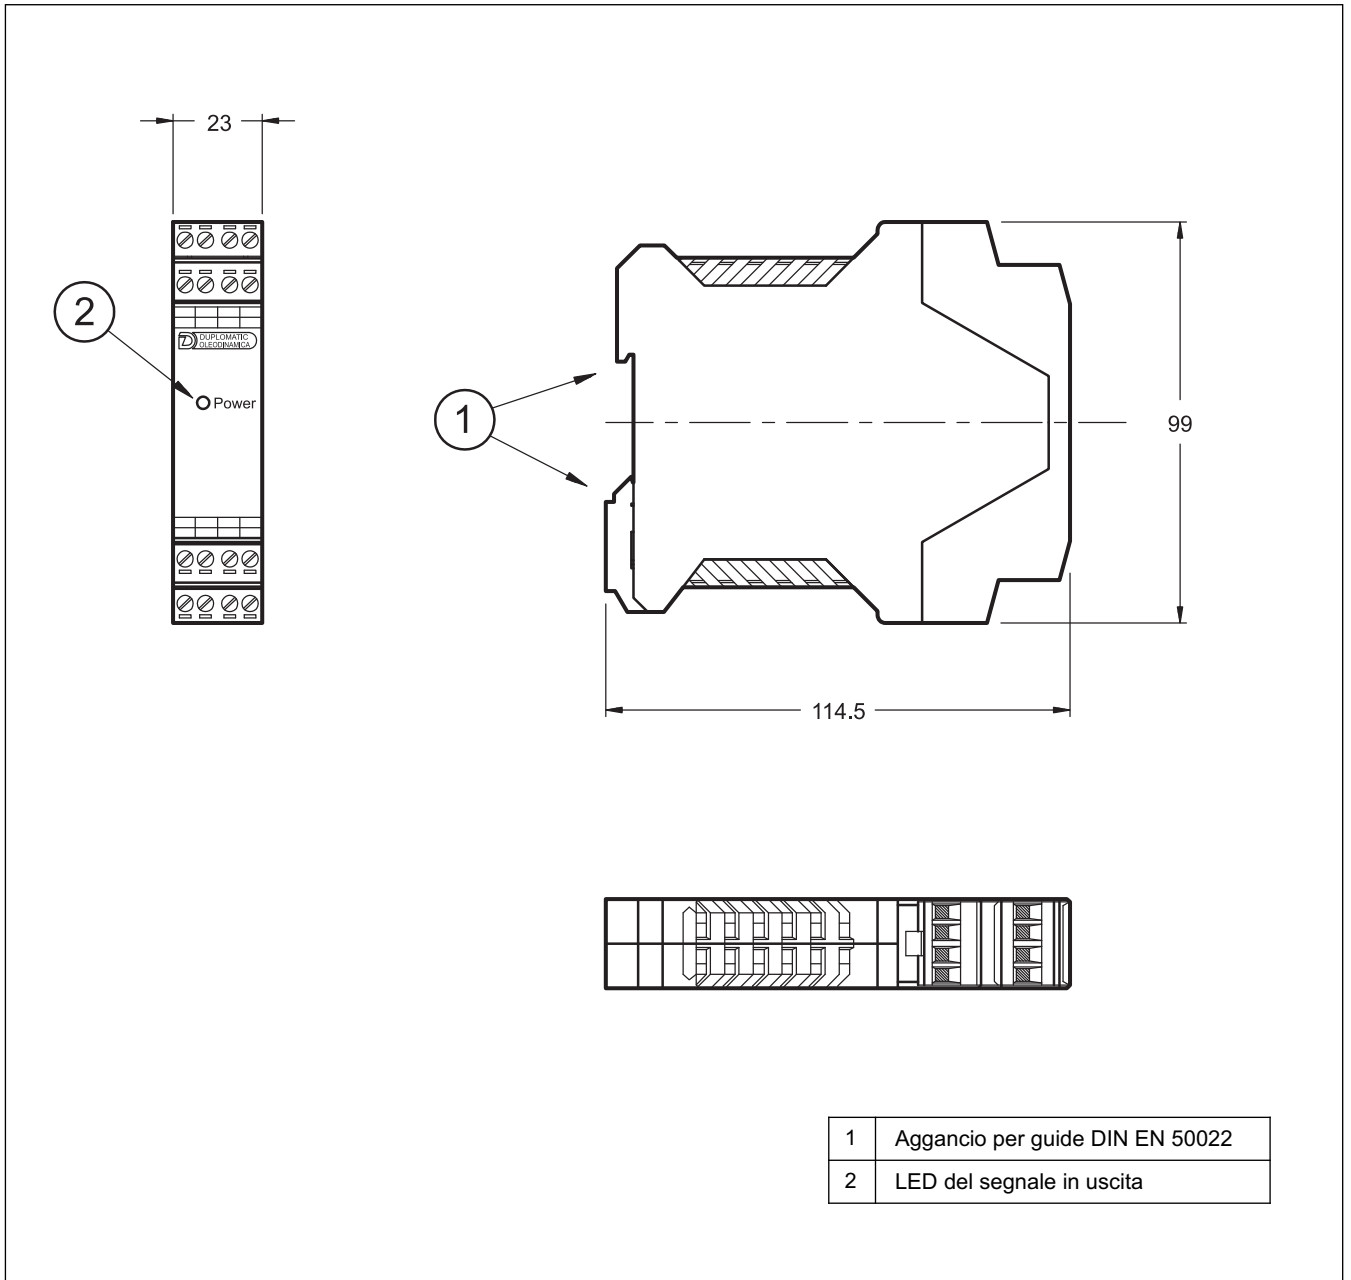 23
DUPLOMATIC
OLEODINAMICA
2
Power
1
99
114.5
1 Aggancio per guide DIN EN 50022
2 LED del segnale in uscita